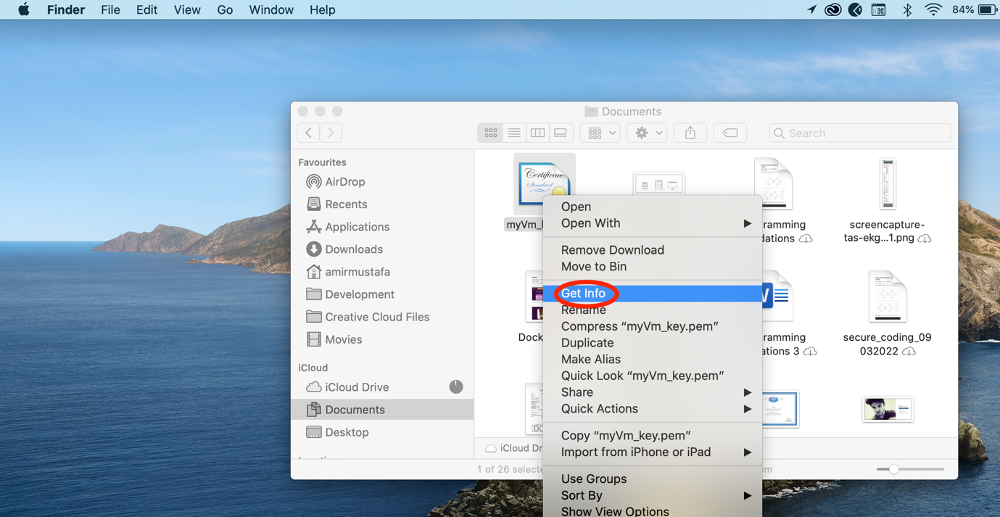 Finder File Edit View Go Window Help 84%
Documents
Search
Favourites
AirDrop
Recents
Applications
Downloads
amirmustafa
Development
Creative Cloud Files
Movies
iCloud
iCloud Drive
Documents
Desktop
Certificate
Standard
myVm_
ramming
dations
screencapture-
tas-ekg...1.png
Dock
W
ramming
ations 3
secure_coding_09
032022
DO
iCloud Dr
1 of 26 selecte
em
Open
Open With
Remove Download
Move to Bin
Get Info
Rename
Compress “myVm_key.pem”
Duplicate
Make Alias
Quick Look “myVm_key.pem”
Share
Quick Actions
Copy “myVm_key.pem”
Import from iPhone or iPad
Use Groups
Sort By
Show View Options